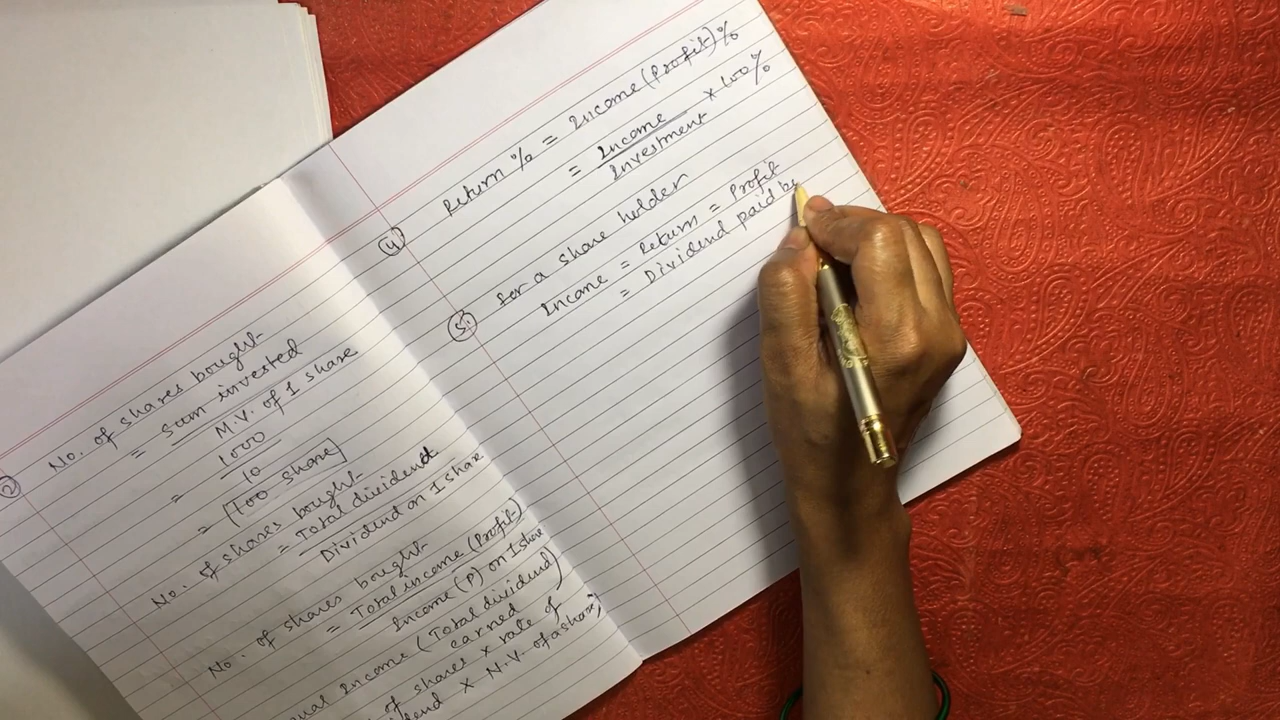 2
No. of shares bought
= Sum invested
M.V. of 1 share
= 1000
10
= [100 share]
No. of shares bought
= Total dividend
Dividend on 1 share
No. of shares bought
= Total income (Profit)
Income (P) on 1 share
Income (Total dividend)
earned
of shares x rate of
x N.V. of a share
4 Return % = Income (Profit) %
= Income x 100 %
Investment
5. For a share holder
Income = Return = Profit
= Dividend paid by